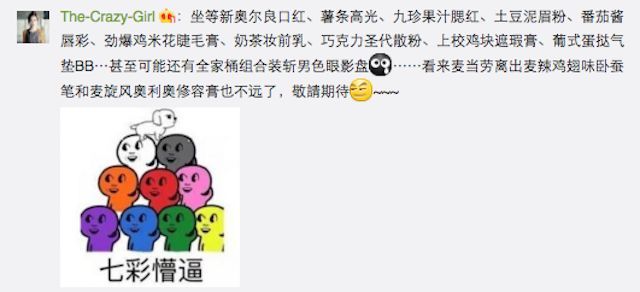 The-Crazy-Girl：坐等新奥尔良口红、薯条高光、九珍果汁腮红、土豆泥眉粉、番茄酱
唇彩、劲爆鸡米花睫毛膏、奶茶妆前乳、巧克力圣代散粉、上校鸡块遮瑕膏、葡式蛋挞气
垫BB…甚至可能还有全家桶组合装斩男色眼影盘……看来麦当劳离出麦辣鸡翅味卧蚕
笔和麦旋风奥利奥修容膏也不远了，敬請期待~~~
七彩懵逼